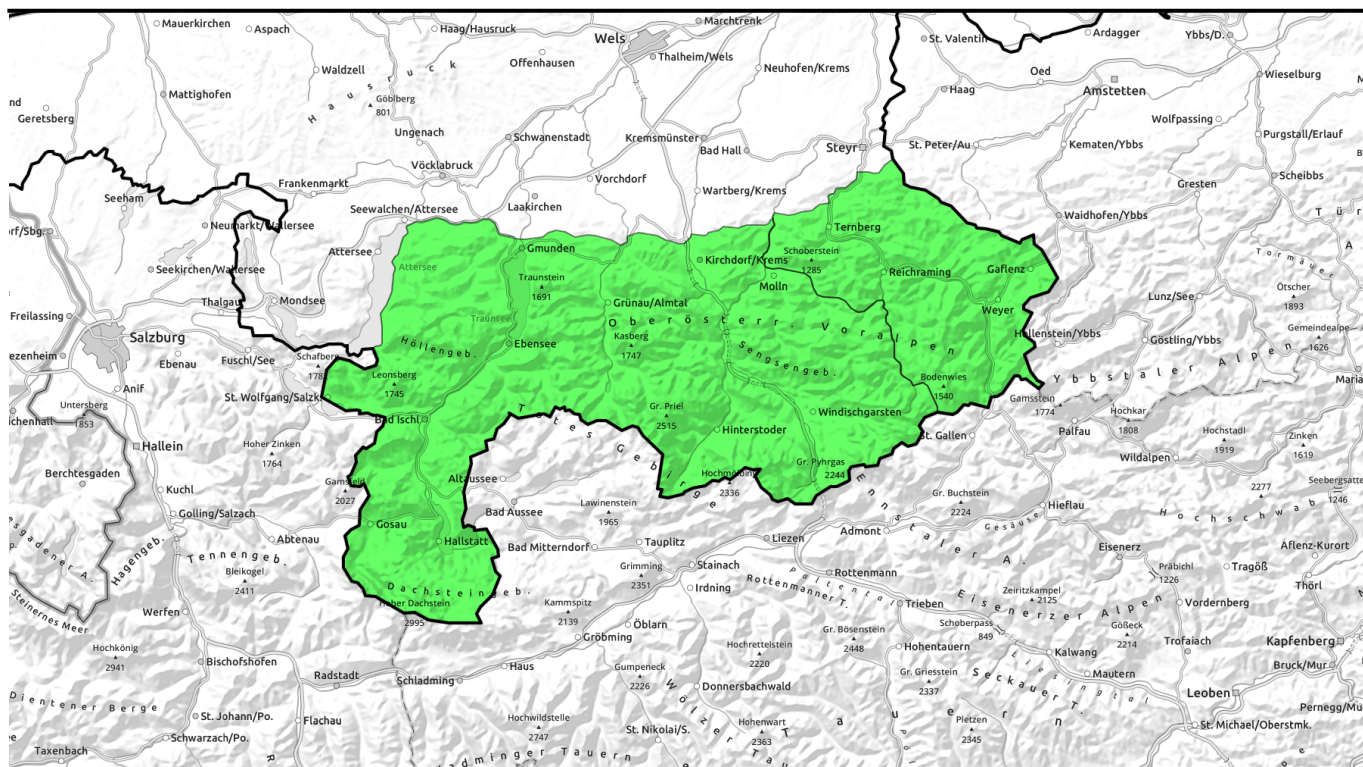 Mauerkirchen
Aspach
Haag/Hausruck
Marchtrenk
Wels
St. Valentin
Ardagger
Ybbs/D.
Offenhausen
Thalheim/Wels
Waldzell
Neuhofen/Krems
Oed
Wieselburg
Hausruck
Mattighofen
Göblberg
801
Haag
Amstetten
Geretsberg
Ungenach
Schwanenstadt
Kremsmünster
Wolfpassing
Purgstall/Erlauf
Bad Hall
Steyr
St. Peter/Au
Kematen/Ybbs
Vöcklabruck
Frankenmarkt
Vorchdorf
Wartberg/Krems
Scheibbs
Gresten
Seeham
Seewalchen/Attersee
Laakirchen
Waidhofen/Ybbs
Neumarkt/Wallersee
Ternberg
Attersee
Gmunden
Schoberstein
1285
Kirchdorf/Krems
Seekirchen/Wallersee
Attersee
Traunstein
1691
Molln
Reichraming
Gaflenz
Tormäuer
Ötscher
1893
Thalgau
Mondsee
Grünau/Almtal
Weyer
Lunz/See
Freilassing
Traunsee
Oberösterr. Voralpen
Salzburg
Kasberg
1747
Hollenstein/Ybbs
Göstling/Ybbs
Gemeindealpe
1626
Ebensee
Höllengeb.
Sengsengeb.
Ebenau
Fuschl/See
Schafberg
Ybbstaler Alpen
Leonsberg
1745
Bodenwies
1540
Anif
St. Wolfgang/Salzk
Gamsstein
1774
Untersberg
1853
Bad Ischl
Totes Gebirge
Gr. Priel
2515
Windischgarsten
Hochkar
1808
Hinterstoder
Palfau
Hochstadl
1919
Zinken
1619
Hallein
Hoher Zinken
1764
St. Gallen
Wildalpen
Berchtesgaden
Gr. Pyhrgas
2244
Altaussee
Hochmölbing
2336
Kuchl
Gamsfeld
2027
Gr. Buchstein
2224
2277
1246
Lawinenstein
1965
Bad Aussee
Golling/Salzach
Hieflau
Hochschwab
Gosau
Gesäuse
Ennstaler A.
Admont
Abtenau
Hallstatt
Bad Mitterndorf
Tauplitz
Liezen
Hagengeb.
Tennengeb.
Eisenerz
Aflenz-Kurort
Bleikogel
2411
Grimming
2351
Stainach
Rottenmann
Präbichl
1226
Tragöß
Irdning
Paltental
Rottenmanner T.
Thörl
Steinernes Meer
Dachsteingeb.
Zeiritzkampel
2125
Eisenerzer Alpen
Werfen
Hoher Dachstein
2995
Kammspitz
2139
Trieben
Vordernberg
Öblarn
Schoberpass
849
Gößeck
2214
Gröbming
Gr. Bösenstein
2448
Trofaiach
Kapfenberg
Hochkönig
2941
Hochrettelstein
2220
Hohentauern
Kalwang
Bischofshofen
Haus
Bruck/Mur
Radstadt
Schladming
Gumpeneck
2226
Gr. Griesstein
2337
Liesingtal
Mautern
Donnersbachwald
Seckauer T.
Leoben
Dientener Berge
Wölzer
St. Johann/Po.
Flachau
Hochwildstelle
2747
St. Nikolai/S.
Hohenwart
2363
Pletzen
2345
St. Michael/Oberstmk.
Schwarzach/Po.
Taxenbach